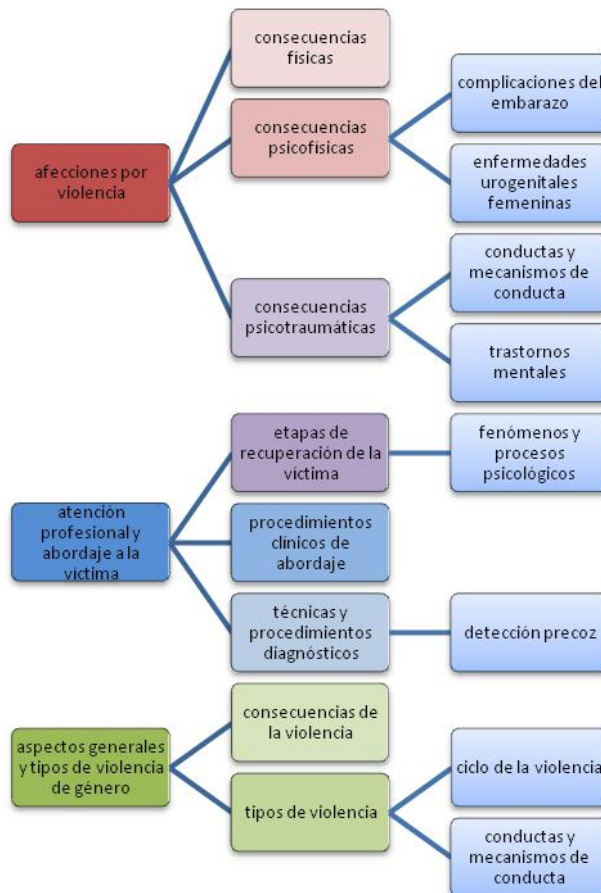 consecuencias
físicas
consecuencias
psicofísicas
complicaciones del
embarazo
enfermedades
urogenitales
femeninas
afecciones por
violencia
consecuencias
psicotraumáticas
conductas y
mecanismos de
conducta
trastornos
mentales
etapas de
recuperación de la
víctima
fenómenos y
procesos
psicológicos
atención
profesional y
abordaje a la
víctima
procedimientos
clínicos de
abordaje
técnicas y
procedimientos
diagnósticos
detección precoz
aspectos generales
y tipos de violencia
de género
consecuencias de
la violencia
tipos de violencia
ciclo de la violencia
conductas y
mecanismos de
conducta